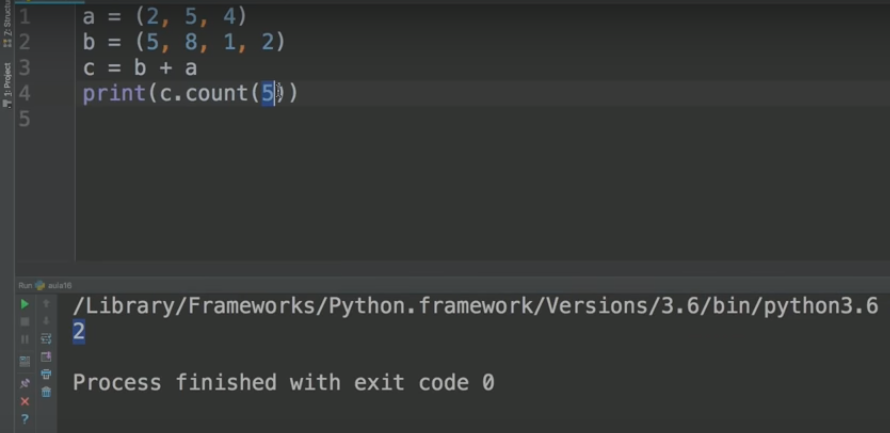 2: Structu
1: Project
1 a = (2, 5, 4)
2 b = (5, 8, 1, 2)
3 c = b + a
4 print(c.count(5))
5
Run aula16
/Library/Frameworks/Python.framework/Versions/3.6/bin/python3.6
2
Process finished with exit code 0
?